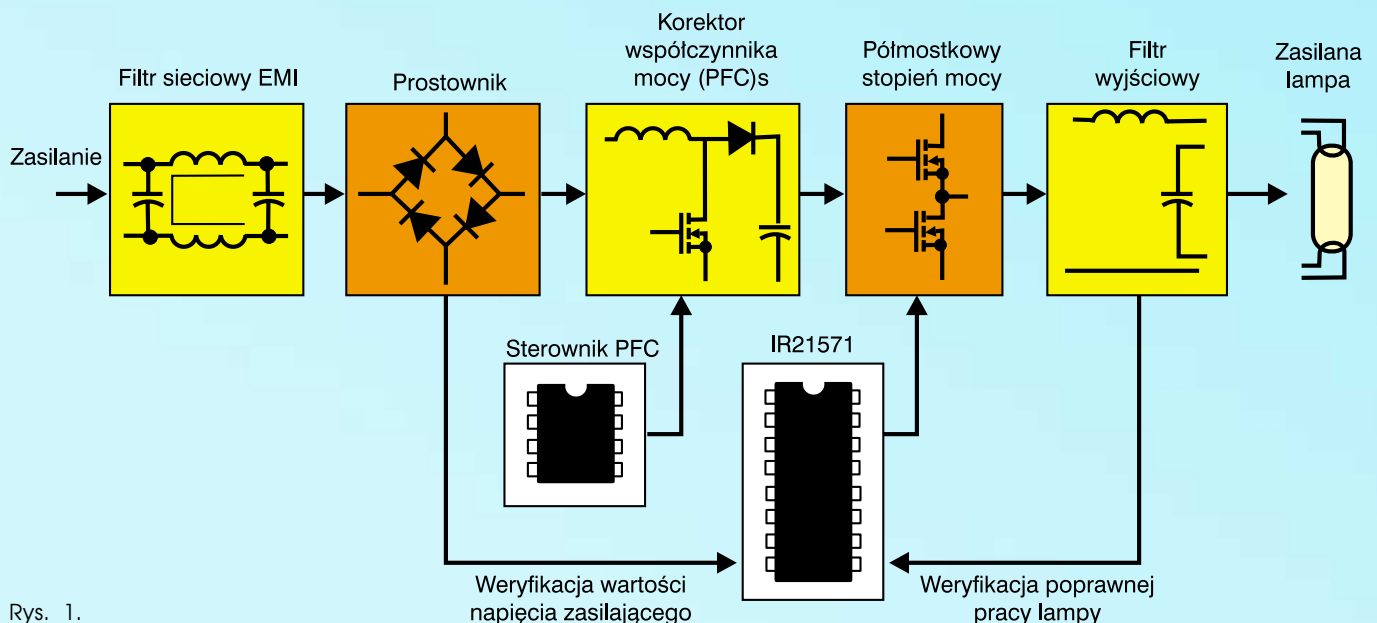 Korektor
współczynnika
mocy (PFC)s
Półmostkowy
stopień mocy
Filtr
wyjściowy
Zasilana
lampa
Filtr sieciowy EMI
Prostownik
Zasilanie
Sterownik PFC
IR21571
Weryfikacja wartości
napięcia zasilającego
Weryfikacja poprawnej
pracy lampy
Rys. 1.